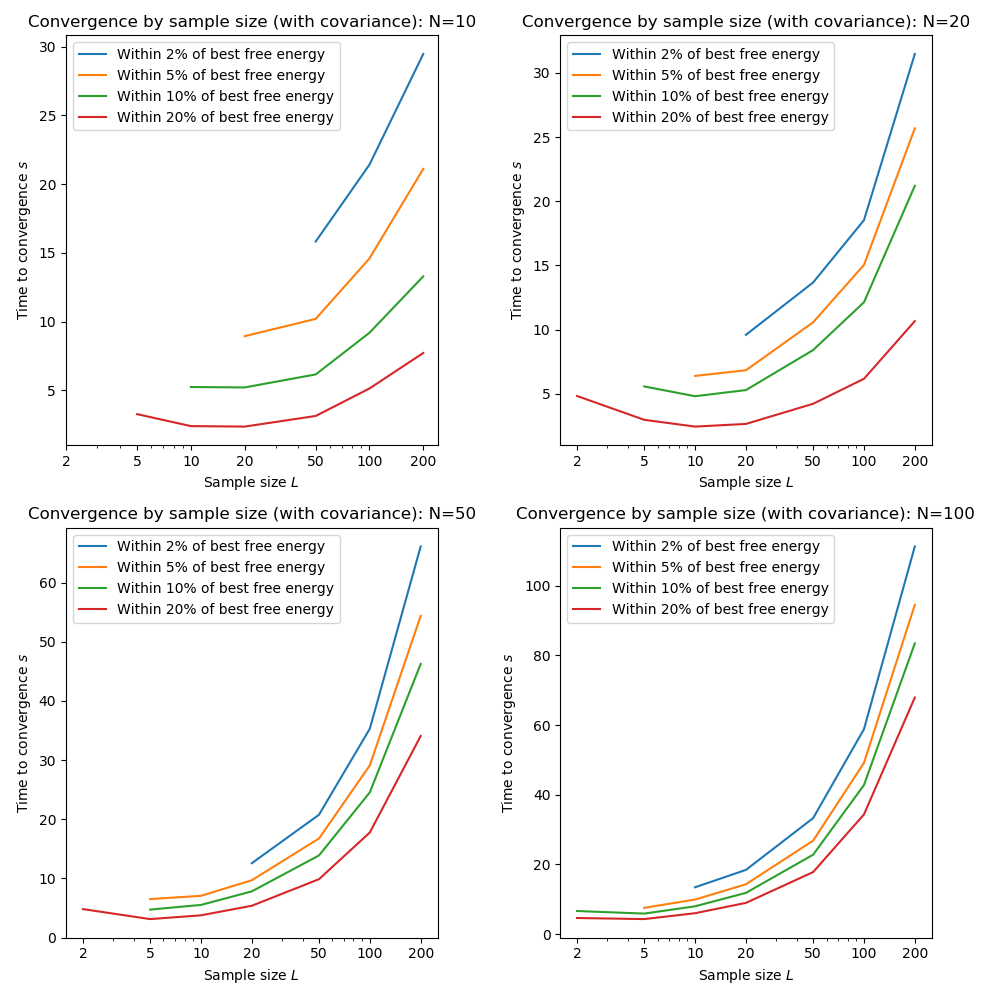 Convergence by sample size (with covariance): N=10
30
25
20
15
10
5
Time to convergence s
Within 2% of best free energy
Within 5% of best free energy
Within 10% of best free energy
Within 20% of best free energy
2 5 10 20 50 100 200
Sample size L
Convergence by sample size (with covariance): N=20
30
25
20
15
10
5
Time to convergence s
Within 2% of best free energy
Within 5% of best free energy
Within 10% of best free energy
Within 20% of best free energy
2 5 10 20 50 100 200
Sample size L
Convergence by sample size (with covariance): N=50
60
50
40
30
20
10
0
Time to convergence s
Within 2% of best free energy
Within 5% of best free energy
Within 10% of best free energy
Within 20% of best free energy
2 5 10 20 50 100 200
Sample size L
Convergence by sample size (with covariance): N=100
100
80
60
40
20
0
Time to convergence s
Within 2% of best free energy
Within 5% of best free energy
Within 10% of best free energy
Within 20% of best free energy
2 5 10 20 50 100 200
Sample size L